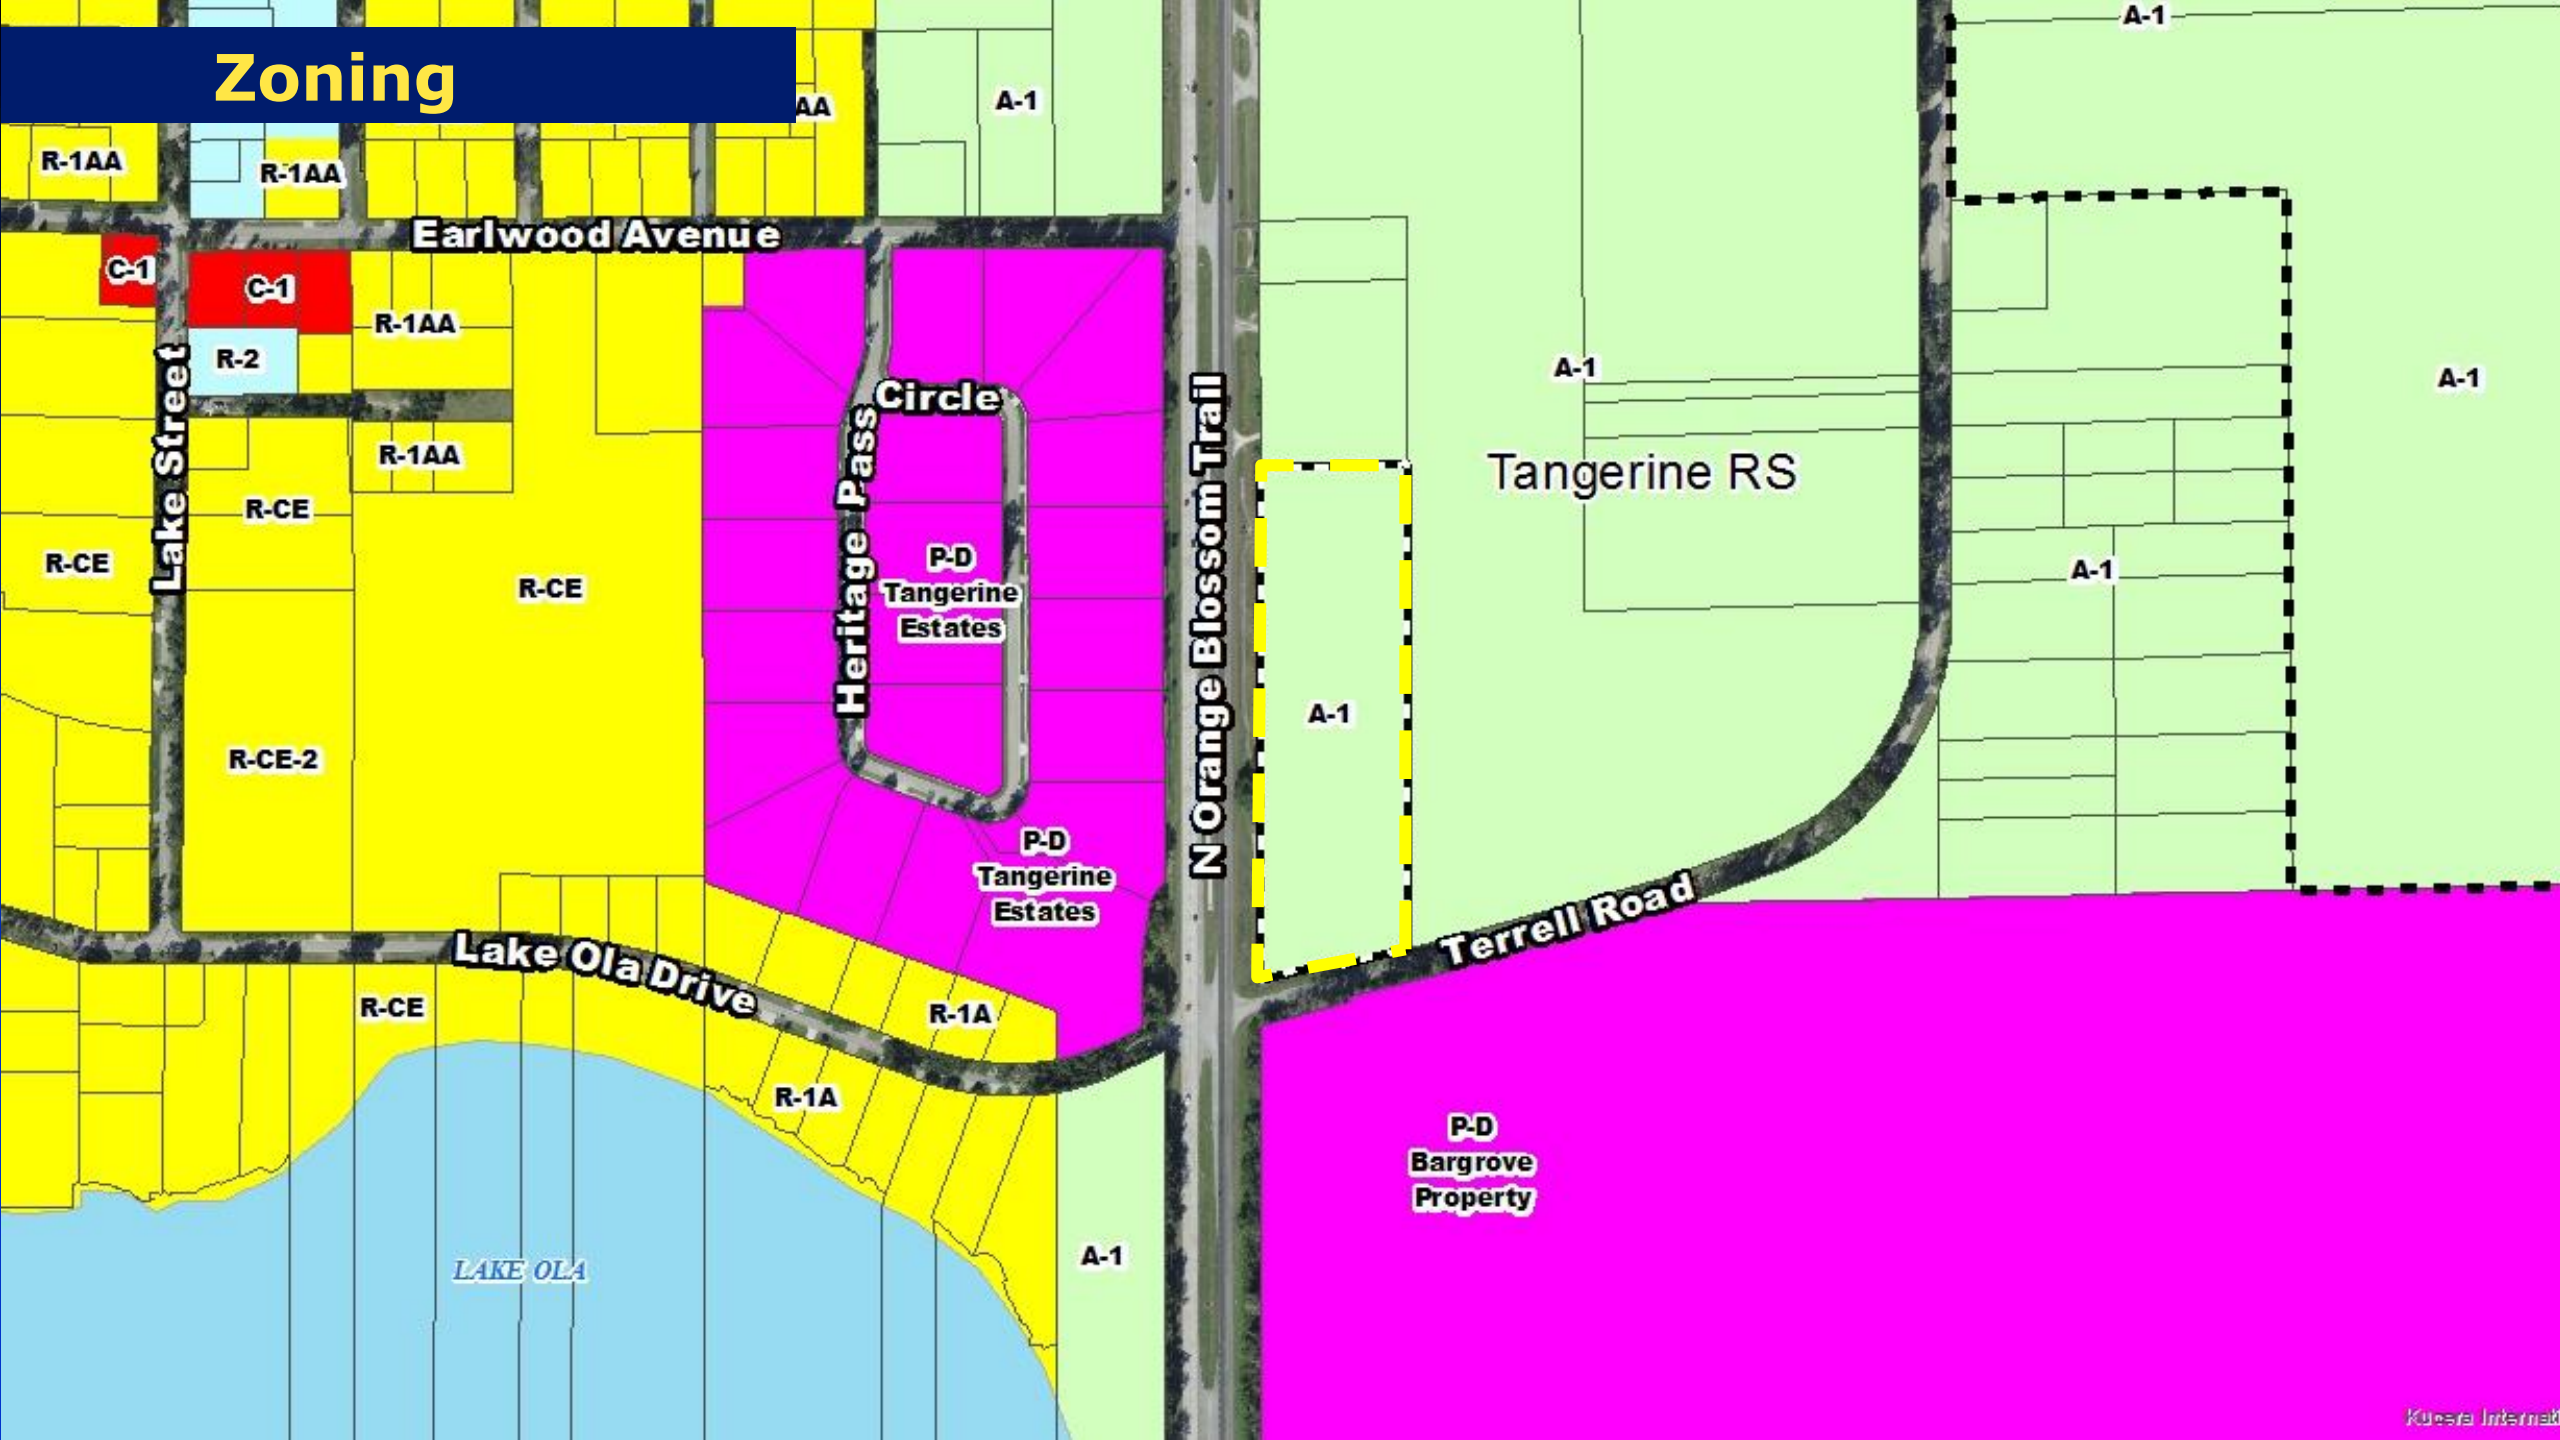 Zoning
A-1
AA
A-1
R-1AA
R-1AA
Earlwood Avenue
C-1
C-1
R-1AA
R-2
A-1
A-1
Circle
Lake Street
R-1AA
Heritage Pass
N Orange Blossom Trail
Tangerine RS
R-CE
R-CE
R-CE
P-D
Tangerine
Estates
A-1
A-1
R-CE-2
P-D
Tangerine
Estates
Terrell Road
Lake Ola Drive
R-CE
R-1A
R-1A
P-D
Bargrove
Property
A-1
LAKE OLA
Kucera Internati